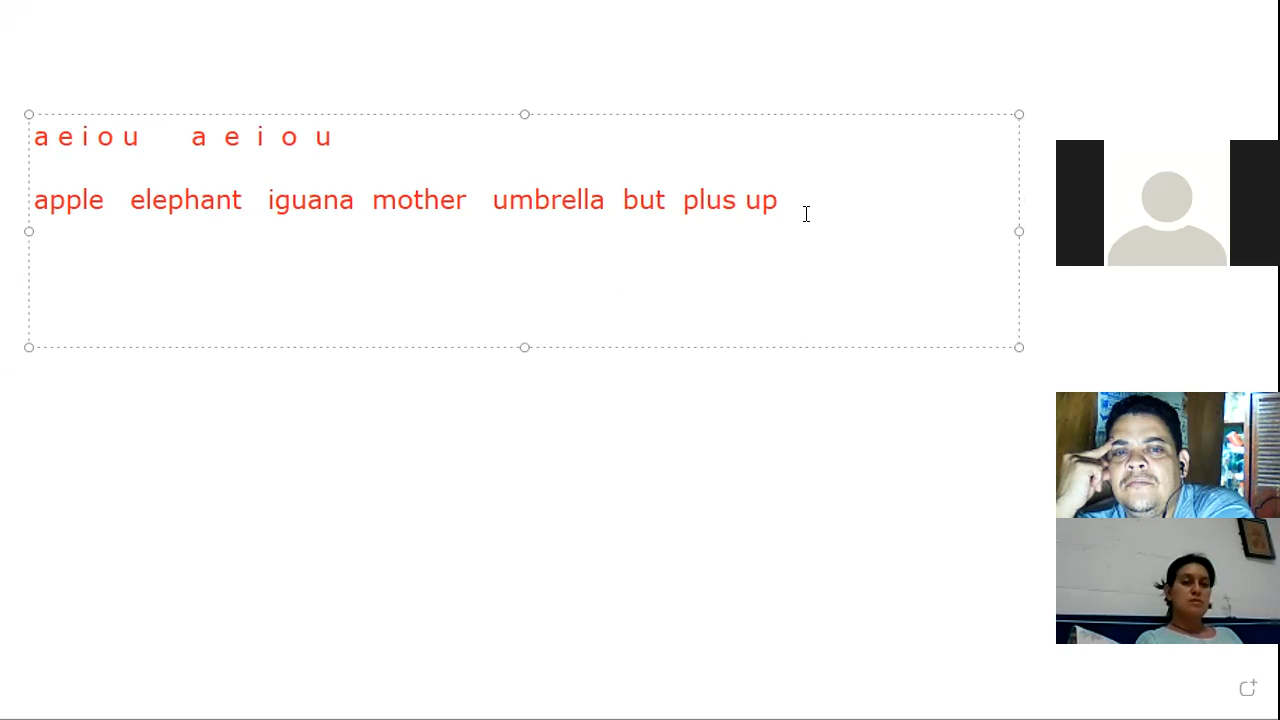 a e i o u a e i o u
apple elephant iguana mother umbrella but plus up